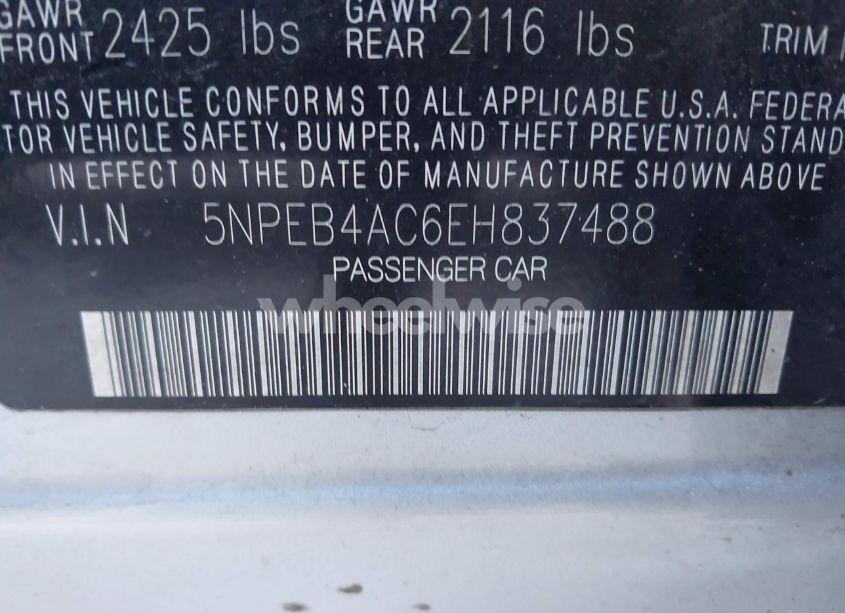 GAWR FRONT 2425 lbs GAWR REAR 2116 lbs TRIM
THIS VEHICLE CONFORMS TO ALL APPLICABLE U.S.A. FEDERA
TOR VEHICLE SAFETY, BUMPER, AND THEFT PREVENTION STAND
IN EFFECT ON THE DATE OF MANUFACTURE SHOWN ABOVE
V.I.N 5NPEB4AC6EH837488
PASSENGER CAR
wheelwise